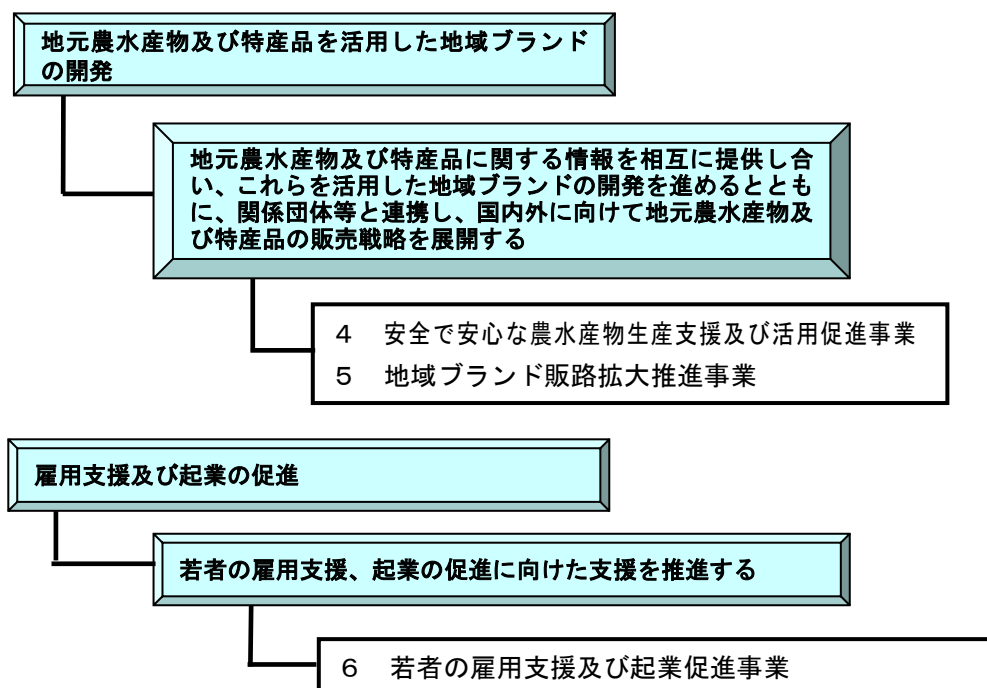 地元農水産物及び特産品を活用した地域ブランド
の開発
地元農水産物及び特産品に関する情報を相互に提供し合
い、これらを活用した地域ブランドの開発を進めるととも
に、関係団体等と連携し、国内外に向けて地元農水産物及
び特産品の販売戦略を展開する
４　安全で安心な農水産物生産支援及び活用促進事業
５　地域ブランド販路拡大推進事業
雇用支援及び起業の促進
若者の雇用支援、起業の促進に向けた支援を推進する
６　若者の雇用支援及び起業促進事業